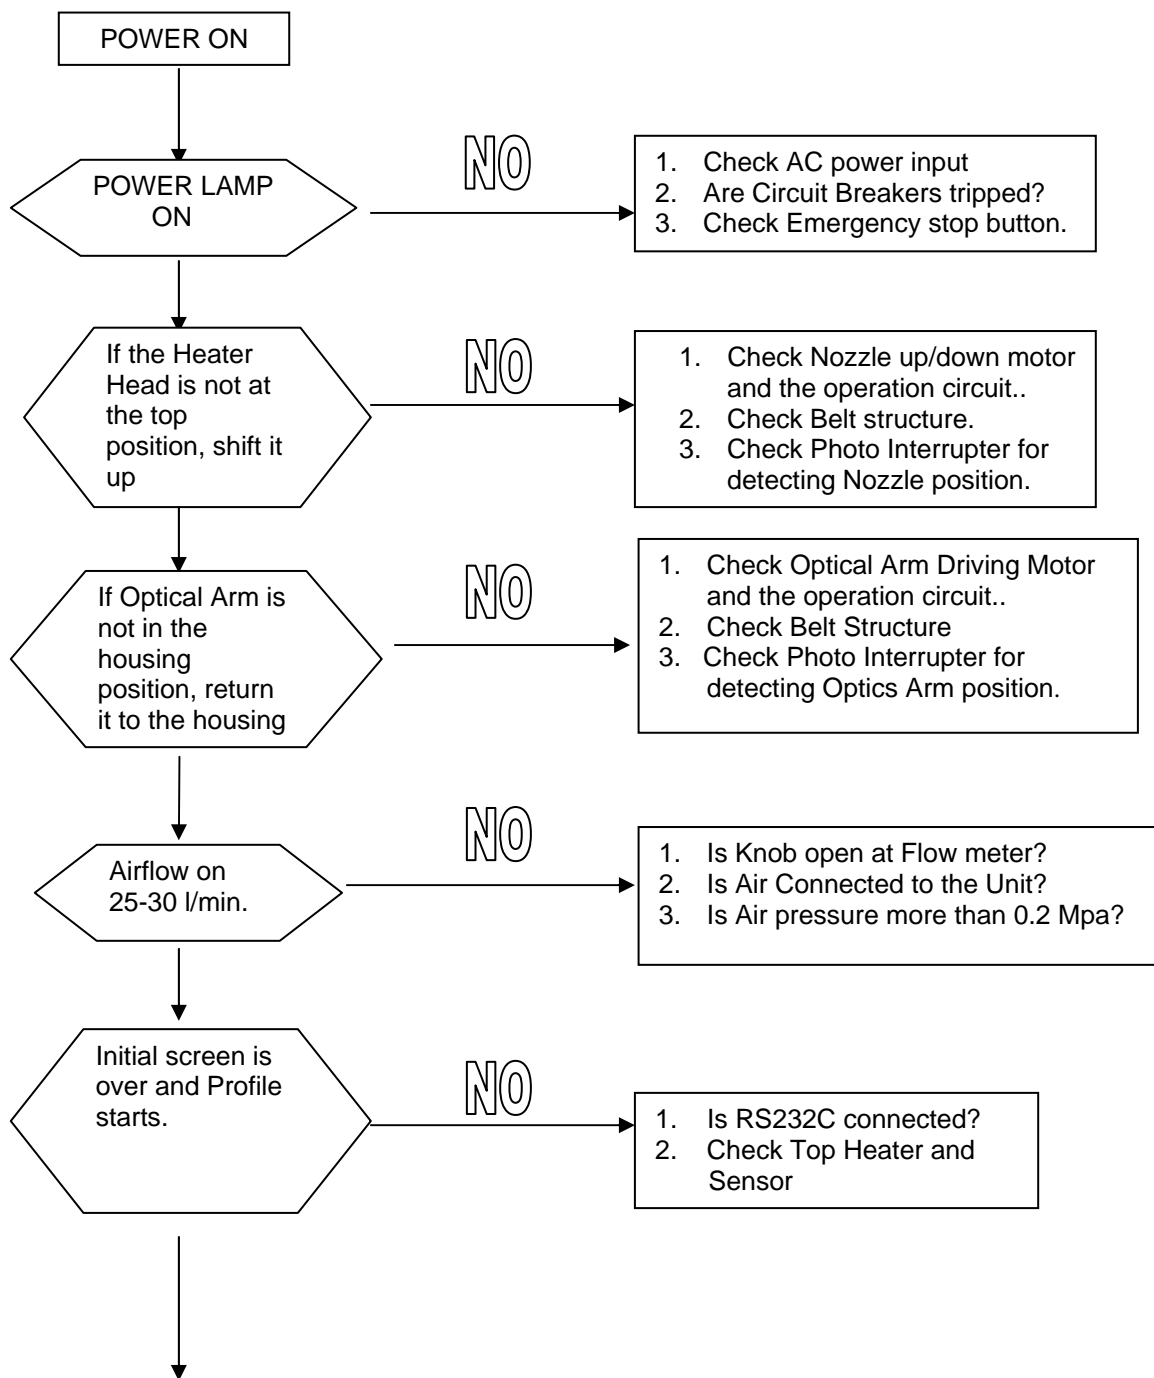 POWER ON
POWER LAMP
ON
NO
1. Check AC power input
2. Are Circuit Breakers tripped?
3. Check Emergency stop button.
If the Heater
Head is not at
the top
position, shift it
up
NO
1. Check Nozzle up/down motor
and the operation circuit..
2. Check Belt structure.
3. Check Photo Interrupter for
detecting Nozzle position.
If Optical Arm is
not in the
housing
position, return
it to the housing
NO
1. Check Optical Arm Driving Motor
and the operation circuit..
2. Check Belt Structure
3. Check Photo Interrupter for
detecting Optics Arm position.
Airflow on
25-30 l/min.
NO
1. Is Knob open at Flow meter?
2. Is Air Connected to the Unit?
3. Is Air pressure more than 0.2 Mpa?
Initial screen is
over and Profile
starts.
NO
1. Is RS232C connected?
2. Check Top Heater and
Sensor